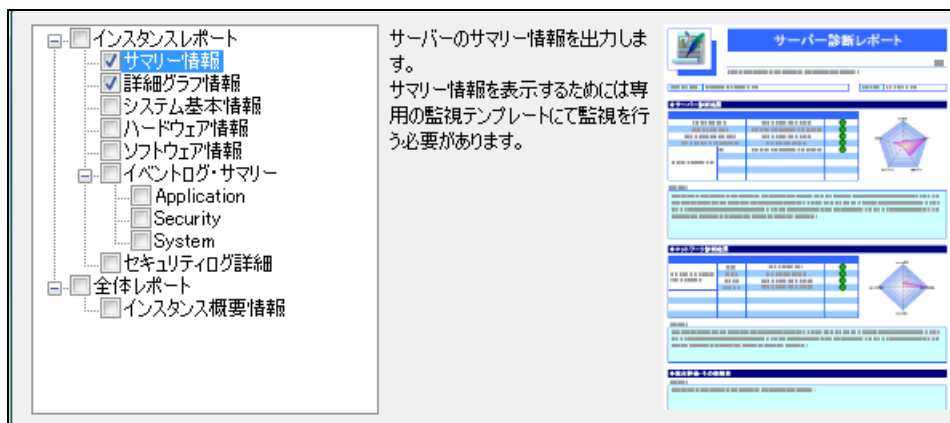 インスタンスレポート
サマリー情報
詳細グラフ情報
システム基本情報
ハードウェア情報
ソフトウェア情報
イベントログ・サマリー
Application
Security
System
セキュリティログ詳細
全体レポート
インスタンス概要情報
サーバーのサマリー情報を出力しま
す。
サマリー情報を表示するためには専
用の監視テンプレートにて監視を行
う必要があります。
サーバー診断レポート